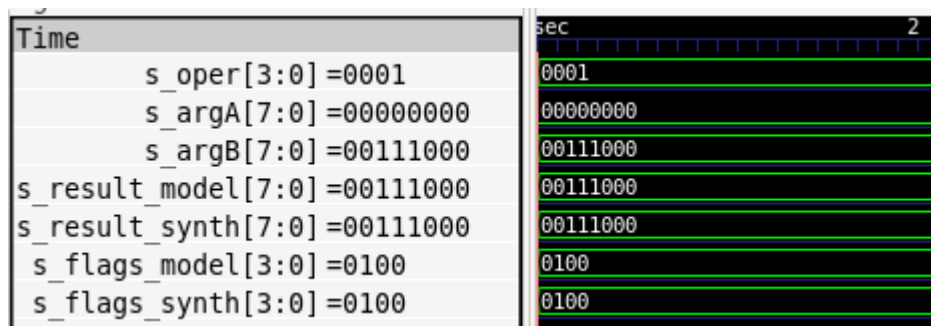 Time
sec 2
s_oper[3:0]=0001 0001
s_argA[7:0]=00000000 00000000
s_argB[7:0]=00111000 00111000
s_result_model[7:0]=00111000 00111000
s_result_synth[7:0]=00111000 00111000
s_flags_model[3:0]=0100 0100
s_flags_synth[3:0]=0100 0100